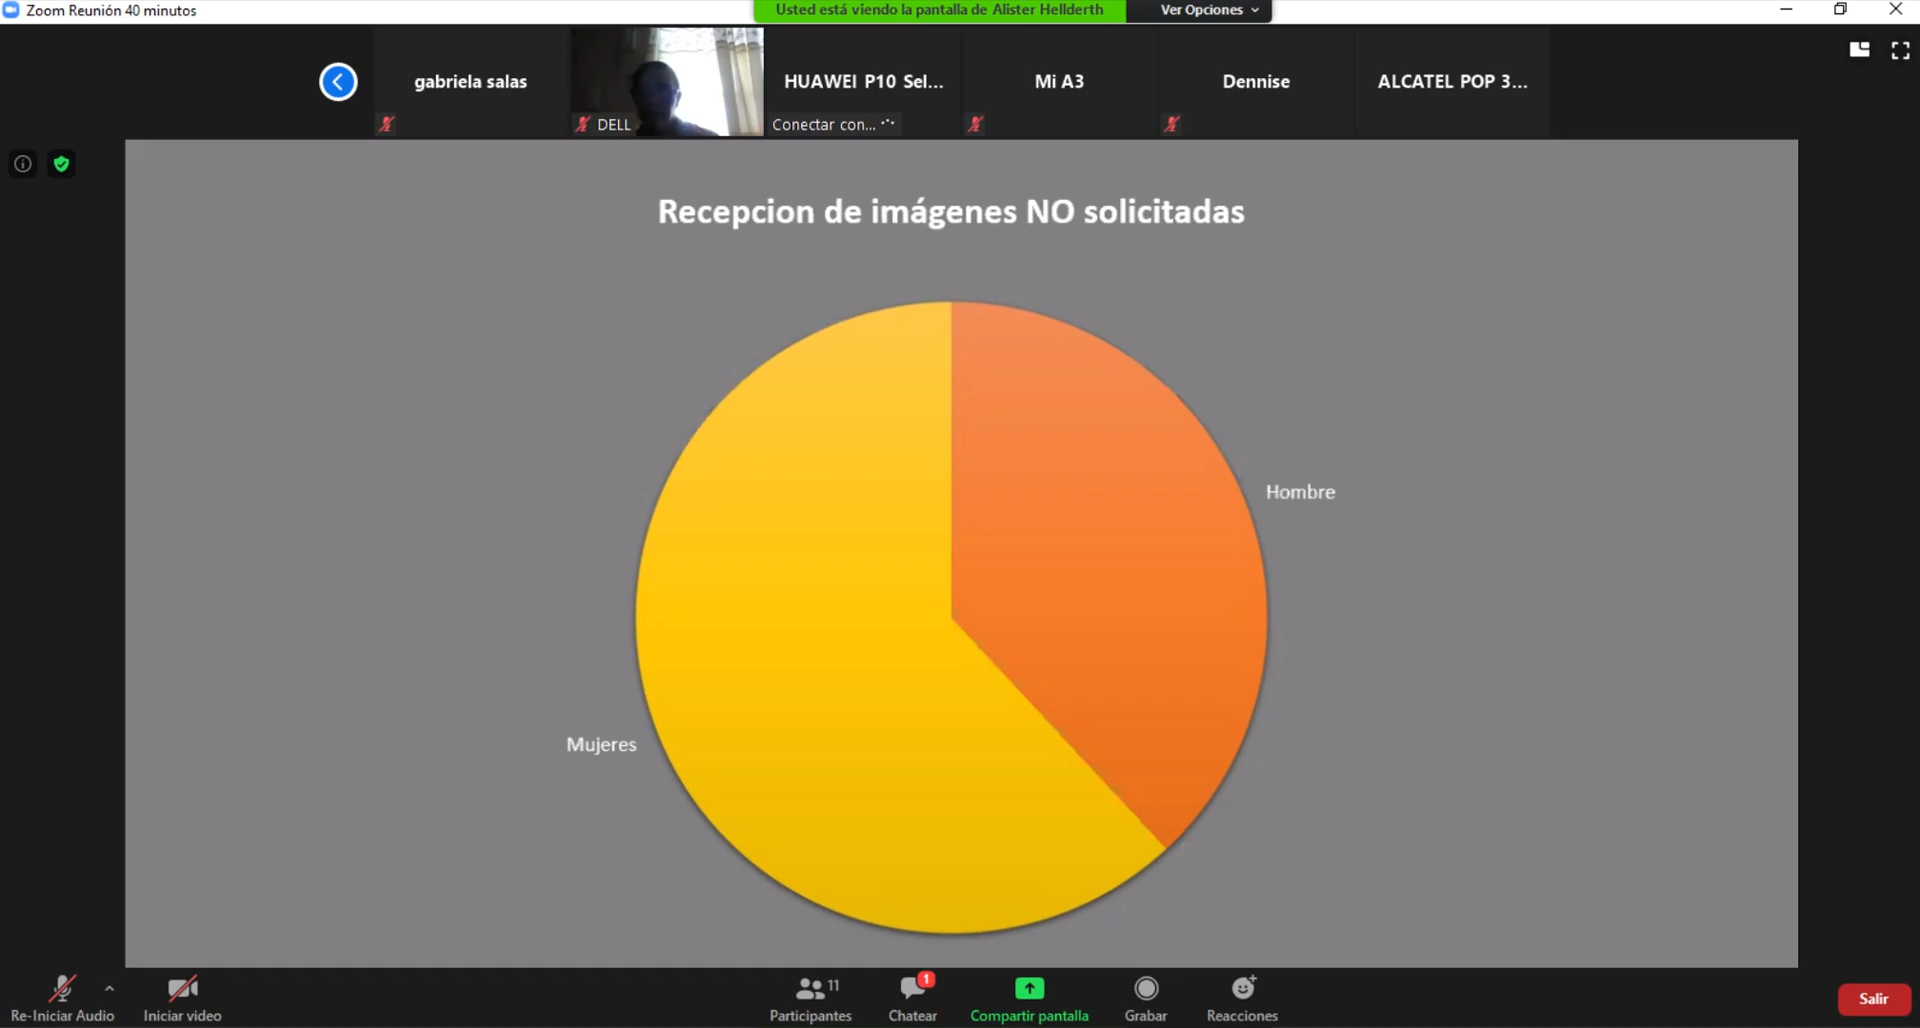 Zoom Reunión 40 minutos
Usted está viendo la pantalla de Alister Hellderth
Ver Opciones
gabriela salas
DELL
HUAWEI P10 Sel...
Conectar con...
Mi A3
Dennise
ALCATEL POP 3...
Recepcion de imágenes NO solicitadas
Hombre
Mujeres
Re-Iniciar Audio
Iniciar video
11
Participantes
1
Chatear
Compartir pantalla
Grabar
Reacciones
Salir